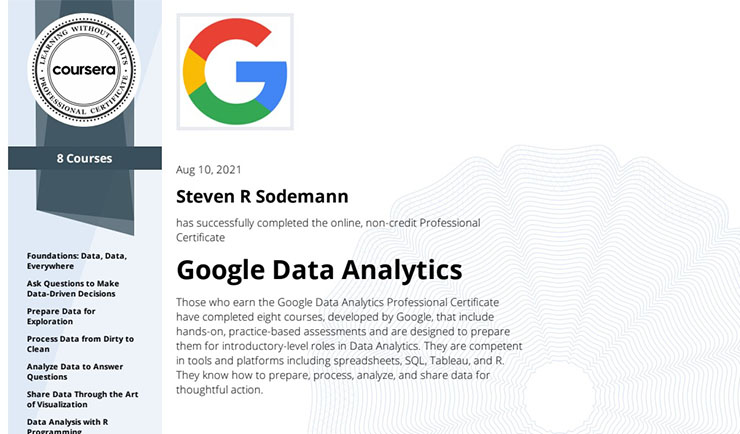 LEARNING WITHOUT LIMITS
coursera
PROFESSIONAL CERTIFICATE
8 Courses
Foundations: Data, Data,
Everywhere
Ask Questions to Make
Data-Driven Decisions
Prepare Data for
Exploration
Process Data from Dirty to
Clean
Analyze Data to Answer
Questions
Share Data Through the Art
of Visualization
Data Analysis with R
Programming
G
Aug 10, 2021
Steven R Sodemann
has successfully completed the online, non-credit Professional
Certificate
Google Data Analytics
Those who earn the Google Data Analytics Professional Certificate
have completed eight courses, developed by Google, that include
hands-on, practice-based assessments and are designed to prepare
them for introductory-level roles in Data Analytics. They are competent
in tools and platforms including spreadsheets, SQL, Tableau, and R.
They know how to prepare, process, analyze, and share data for
thoughtful action.